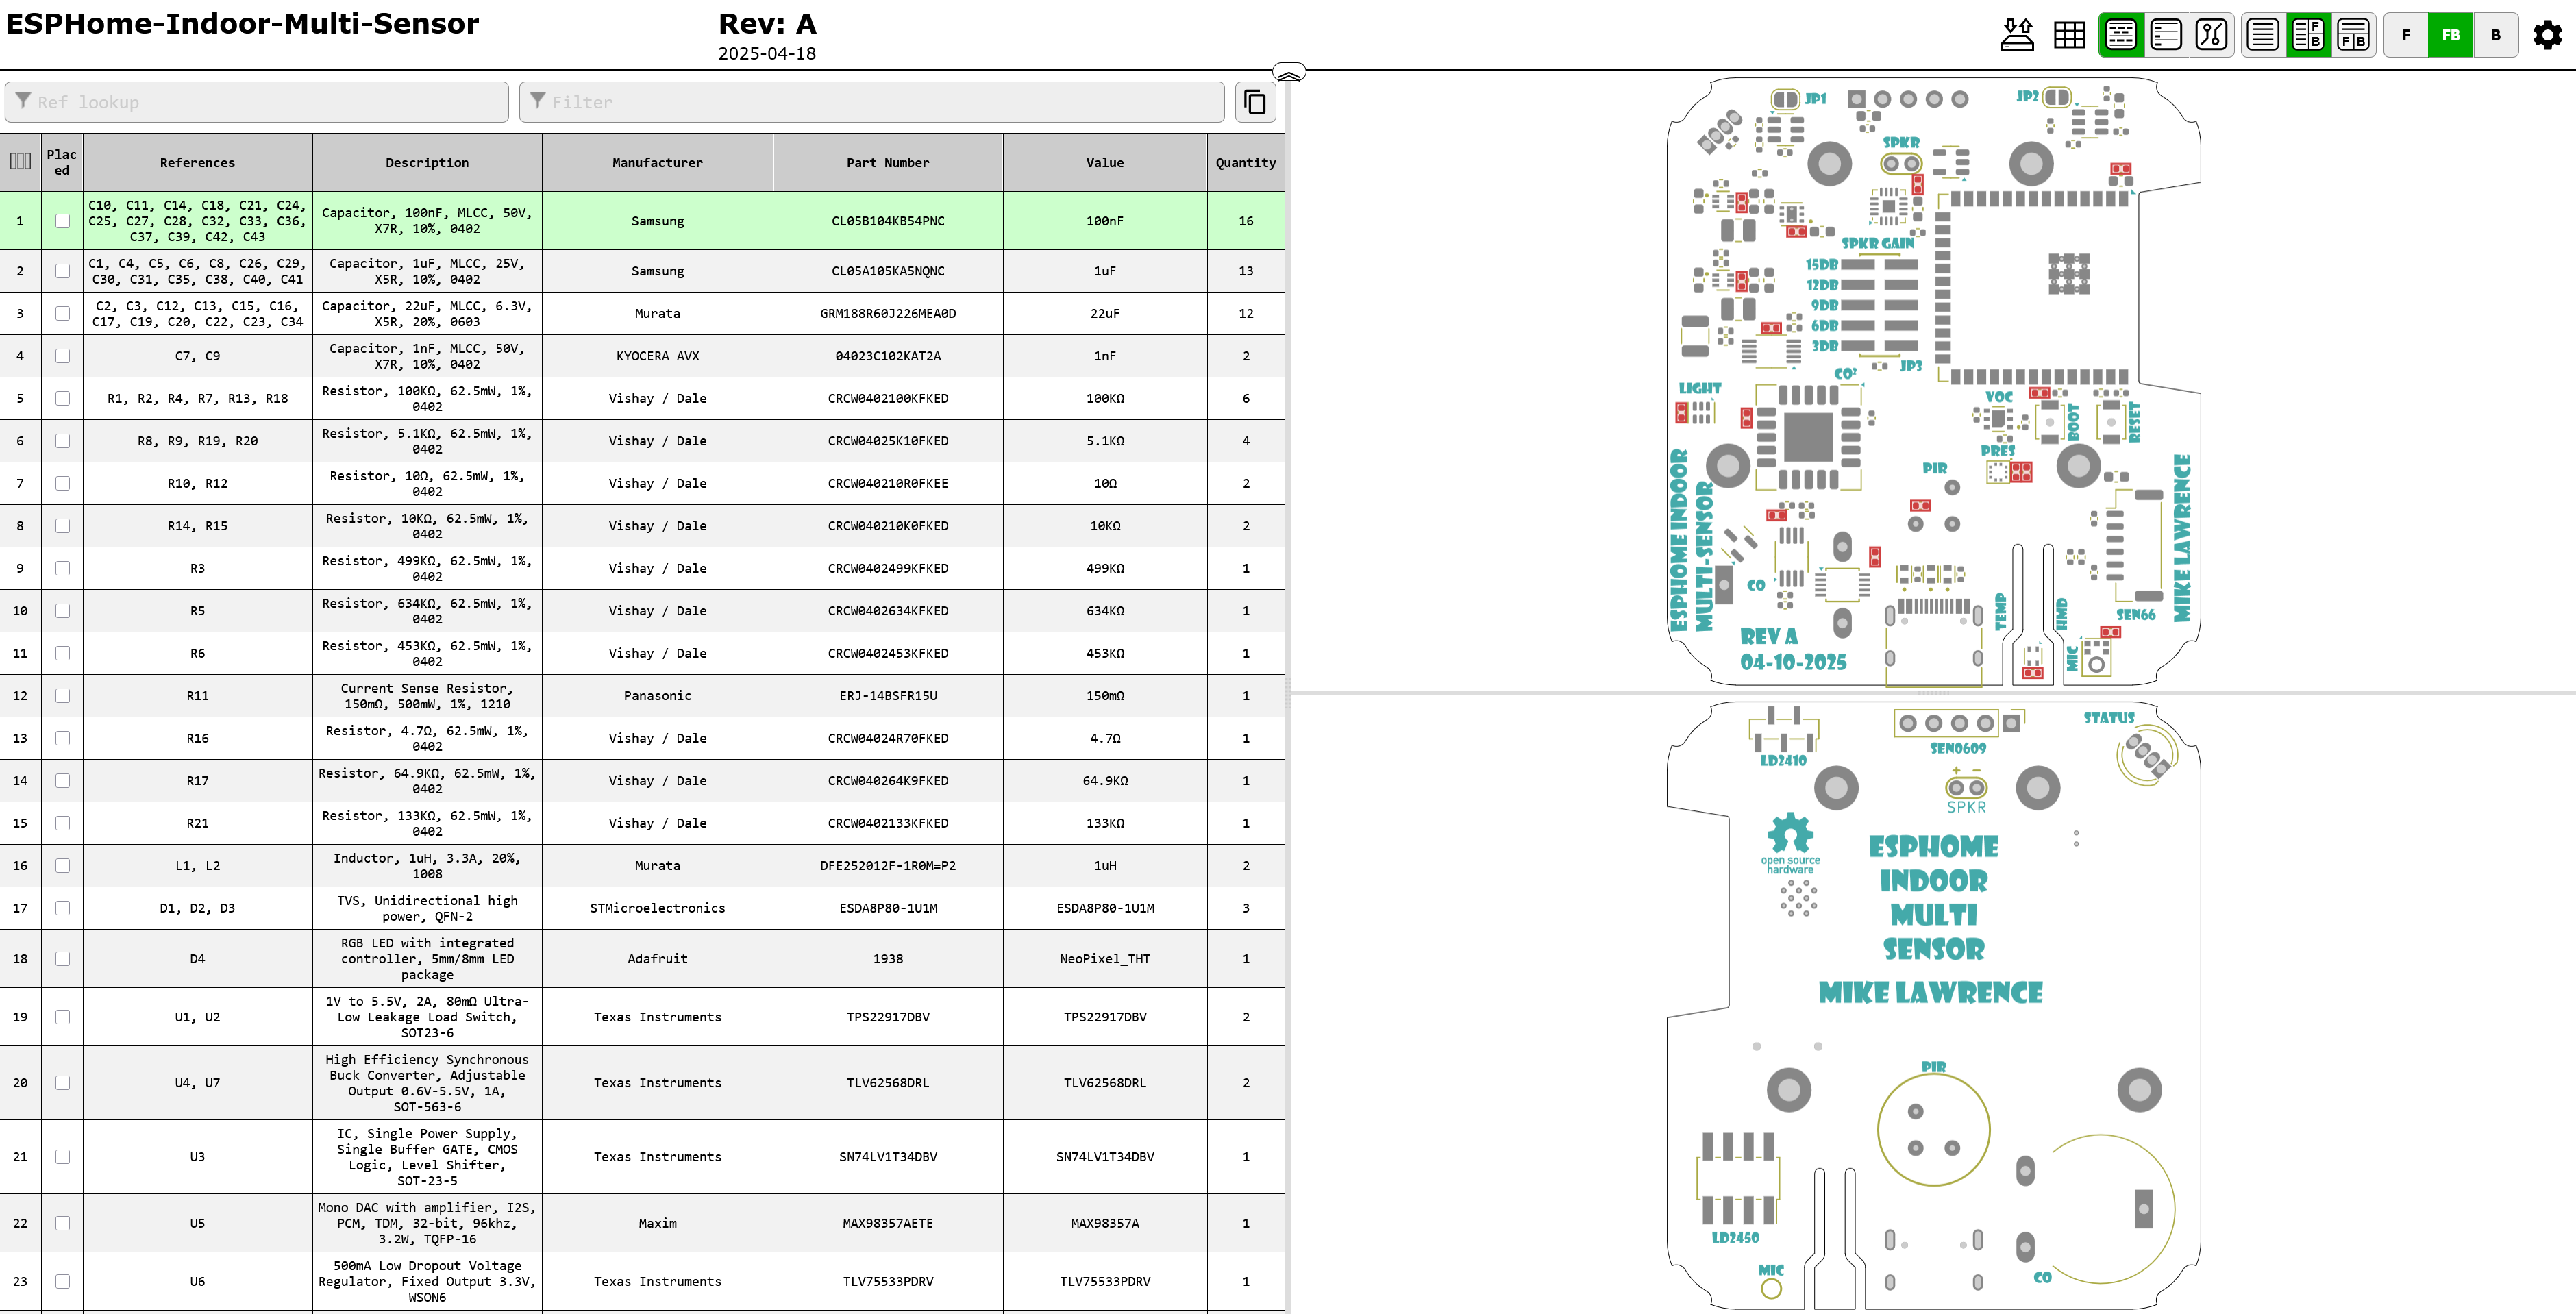 ESPHome-Indoor-Multi-Sensor
Rev: A
2025-04-18
F FB B
Ref lookup
Filter
Placed References Description Manufacturer Part Number Value Quantity
1 C10, C11, C14, C18, C21, C24, C25, C27, C28, C32, C33, C36, C37, C39, C42, C43 Capacitor, 100nF, MLCC, 50V, X7R, 10%, 0402 Samsung CL05B104KB54PNC 100nF 16
2 C1, C4, C5, C6, C8, C26, C29, C30, C31, C35, C38, C40, C41 Capacitor, 1uF, MLCC, 25V, X5R, 10%, 0402 Samsung CL05A105KA5NQNC 1uF 13
3 C2, C3, C12, C13, C15, C16, C17, C19, C20, C22, C23, C34 Capacitor, 22uF, MLCC, 6.3V, X5R, 20%, 0603 Murata GRM188R60J226MEA0D 22uF 12
4 C7, C9 Capacitor, 1nF, MLCC, 50V, X7R, 10%, 0402 KYOCERA AVX 04023C102KAT2A 1nF 2
5 R1, R2, R4, R7, R13, R18 Resistor, 100KΩ, 62.5mW, 1%, 0402 Vishay / Dale CRCW0402100KFKED 100KΩ 6
6 R8, R9, R19, R20 Resistor, 5.1KΩ, 62.5mW, 1%, 0402 Vishay / Dale CRCW04025K10FKED 5.1KΩ 4
7 R10, R12 Resistor, 10Ω, 62.5mW, 1%, 0402 Vishay / Dale CRCW040210R0FKEE 10Ω 2
8 R14, R15 Resistor, 10KΩ, 62.5mW, 1%, 0402 Vishay / Dale CRCW040210K0FKED 10KΩ 2
9 R3 Resistor, 499KΩ, 62.5mW, 1%, 0402 Vishay / Dale CRCW0402499KFKED 499KΩ 1
10 R5 Resistor, 634KΩ, 62.5mW, 1%, 0402 Vishay / Dale CRCW0402634KFKED 634KΩ 1
11 R6 Resistor, 453KΩ, 62.5mW, 1%, 0402 Vishay / Dale CRCW0402453KFKED 453KΩ 1
12 R11 Current Sense Resistor, 150mΩ, 500mW, 1%, 1210 Panasonic ERJ-14BSFR15U 150mΩ 1
13 R16 Resistor, 4.7Ω, 62.5mW, 1%, 0402 Vishay / Dale CRCW04024R70FKED 4.7Ω 1
14 R17 Resistor, 64.9KΩ, 62.5mW, 1%, 0402 Vishay / Dale CRCW040264K9FKED 64.9KΩ 1
15 R21 Resistor, 133KΩ, 62.5mW, 1%, 0402 Vishay / Dale CRCW0402133KFKED 133KΩ 1
16 L1, L2 Inductor, 1uH, 3.3A, 20%, 1008 Murata DFE252012F-1R0M=P2 1uH 2
17 D1, D2, D3 TVS, Unidirectional high power, QFN-2 STMicroelectronics ESDA8P80-1U1M ESDA8P80-1U1M 3
18 D4 RGB LED with integrated controller, 5mm/8mm LED package Adafruit 1938 NeoPixel_THT 1
19 U1, U2 1V to 5.5V, 2A, 80mΩ Ultra-Low Leakage Load Switch, SOT23-6 Texas Instruments TPS22917DBV TPS22917DBV 2
20 U4, U7 High Efficiency Synchronous Buck Converter, Adjustable Output 0.6V-5.5V, 1A, SOT-563-6 Texas Instruments TLV62568DRL TLV62568DRL 2
21 U3 IC, Single Power Supply, Single Buffer GATE, CMOS Logic, Level Shifter, SOT-23-5 Texas Instruments SN74LV1T34DBV SN74LV1T34DBV 1
22 U5 Mono DAC with amplifier, I2S, PCM, TDM, 32-bit, 96khz, 3.2W, TQFP-16 Maxim MAX98357AETE MAX98357A 1
23 U6 500mA Low Dropout Voltage Regulator, Fixed Output 3.3V, WSON6 Texas Instruments TLV75533PDRV TLV75533PDRV 1
JP1
JP2
SPKR
SPKR GAIN
15DB
12DB
9DB
6DB
3DB
JP3
CO²
LIGHT
VOC
BOOT
RESET
PRES
PIR
ESPHOME INDOOR
MULTI-SENSOR
MIKE LAWRENCE
CO
TEMP
HMD
SEN66
MIC
REV A
04-10-2025
STATUS
SEN0609
LD2410
+ -
SPKR
open source
hardware
ESPHOME
INDOOR
MULTI
SENSOR
MIKE LAWRENCE
PIR
LD2450
MIC
CO